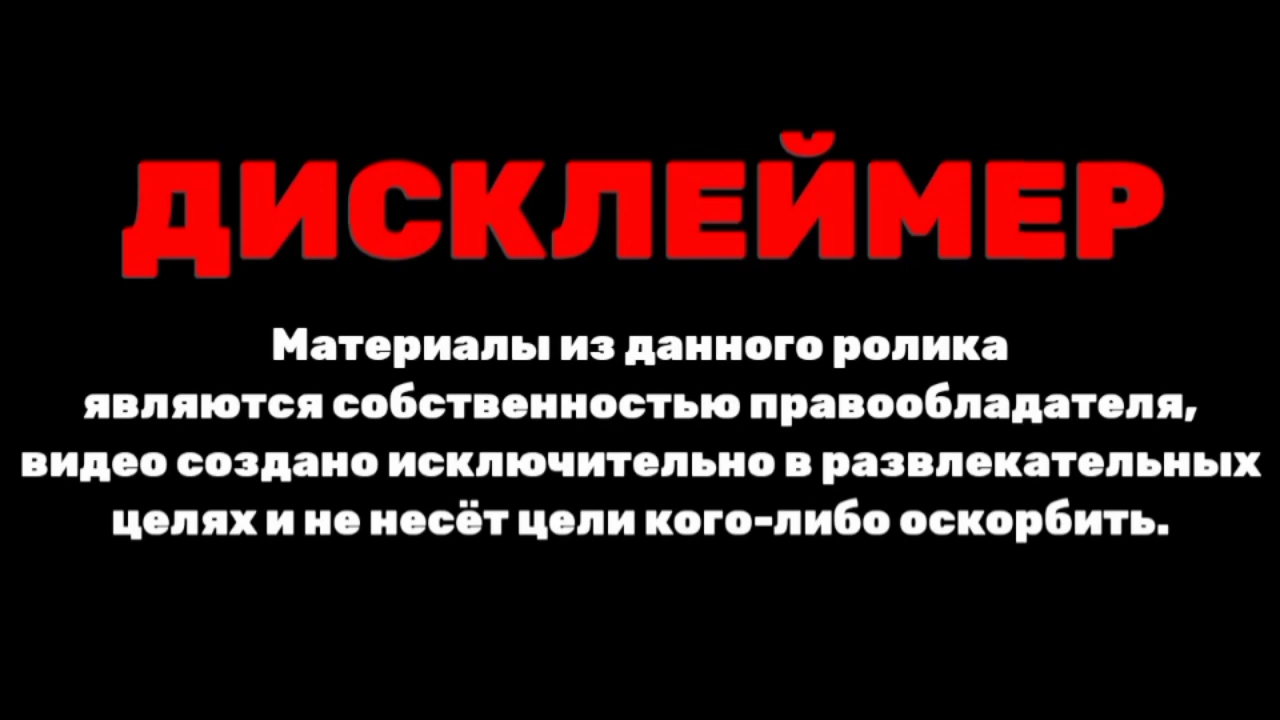 ДИСКЛЕЙМЕР
Материалы из данного ролика
являются собственностью правообладателя,
видео создано исключительно в развлекательных
целях и не несёт цели кого-либо оскорбить.